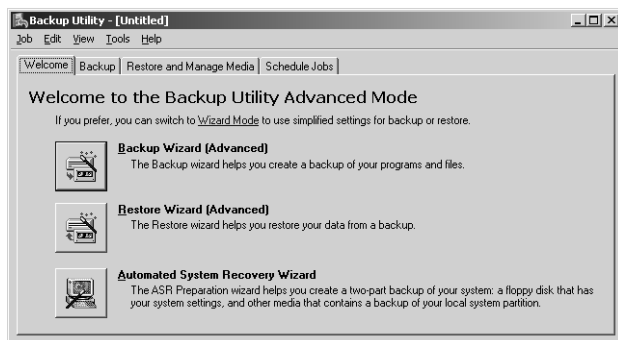 Backup Utility - [Untitled]
Job Edit View Tools Help
Welcome Backup Restore and Manage Media Schedule Jobs
Welcome to the Backup Utility Advanced Mode
If you prefer, you can switch to Wizard Mode to use simplified settings for backup or restore.
Backup Wizard (Advanced)
The Backup wizard helps you create a backup of your programs and files.
Restore Wizard (Advanced)
The Restore wizard helps you restore your data from a backup.
Automated System Recovery Wizard
The ASR Preparation wizard helps you create a two-part backup of your system: a floppy disk that has
your system settings, and other media that contains a backup of your local system partition.